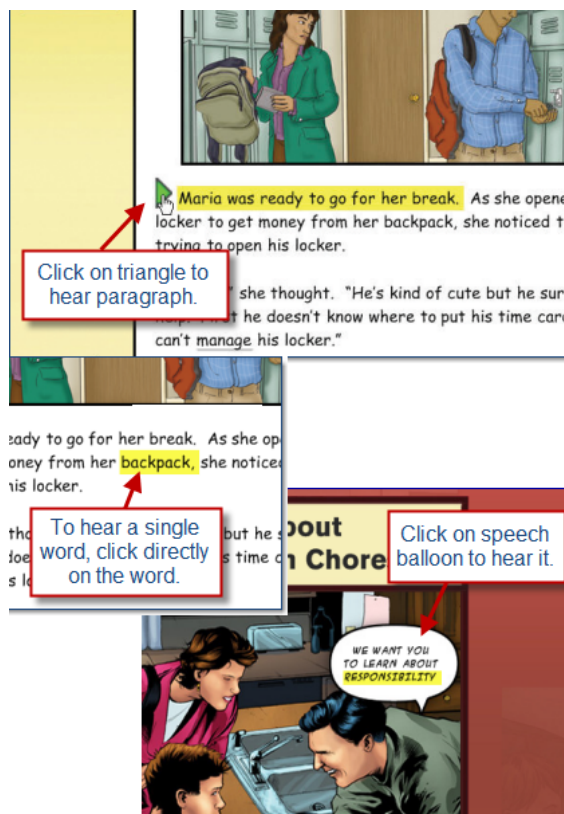 Maria was ready to go for her break. As she opene
locker to get money from her backpack, she noticed t
trying to open his locker.
Click on triangle to
hear paragraph.
" she thought. "He's kind of cute but he sur
he doesn't know where to put his time car
can't manage his locker."
eady to go for her break. As she op
oney from her backpack, she notice
his locker.
To hear a single
word, click directly
on the word.
but he s
s time c
bout
Chore
Click on speech
balloon to hear it.
WE WANT YOU
TO LEARN ABOUT
RESPONSIBILITY